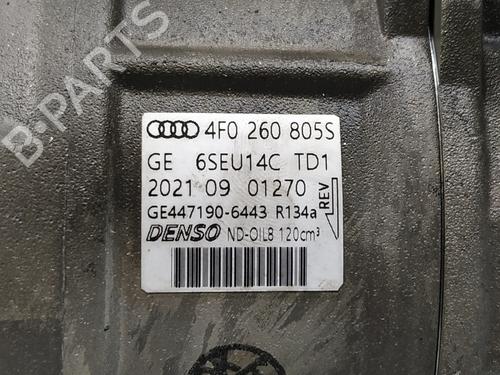 B-PARTS
4F0 260 805S
GE 6SEU14C TD1
2021 09 01270
REV
GE447190-6443 R134a
DENSO ND-OIL8 120cm³